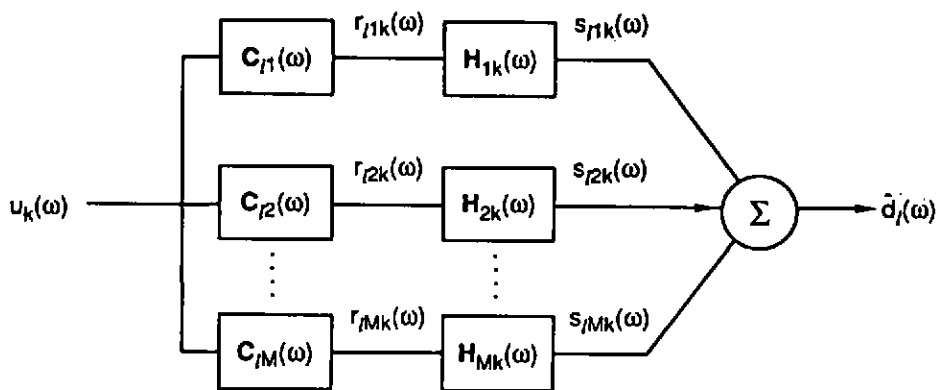 r_{l1k}(ω) s_{l1k}(ω)
C_{l1}(ω) H_{1k}(ω)
r_{l2k}(ω) s_{l2k}(ω)
u_k(ω) C_{l2}(ω) H_{2k}(ω) Σ d̂_l(ω)
r_{lMk}(ω) s_{lMk}(ω)
C_{lM}(ω) H_{Mk}(ω)